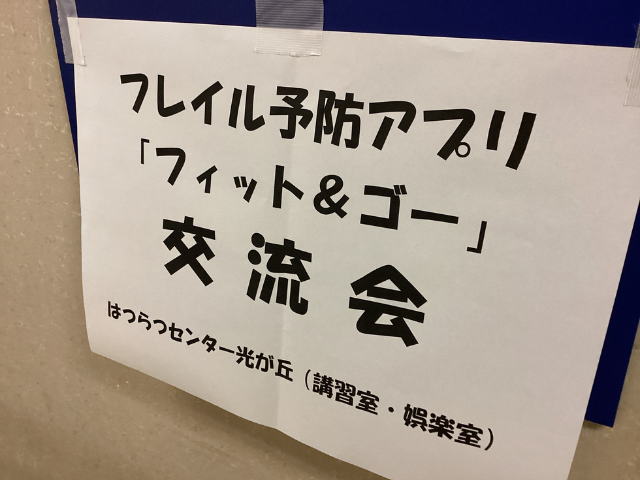 フレイル予防アプリ
「フィット&ゴー」
交流会
はつらつセンター光が丘(講習室・娯楽室)